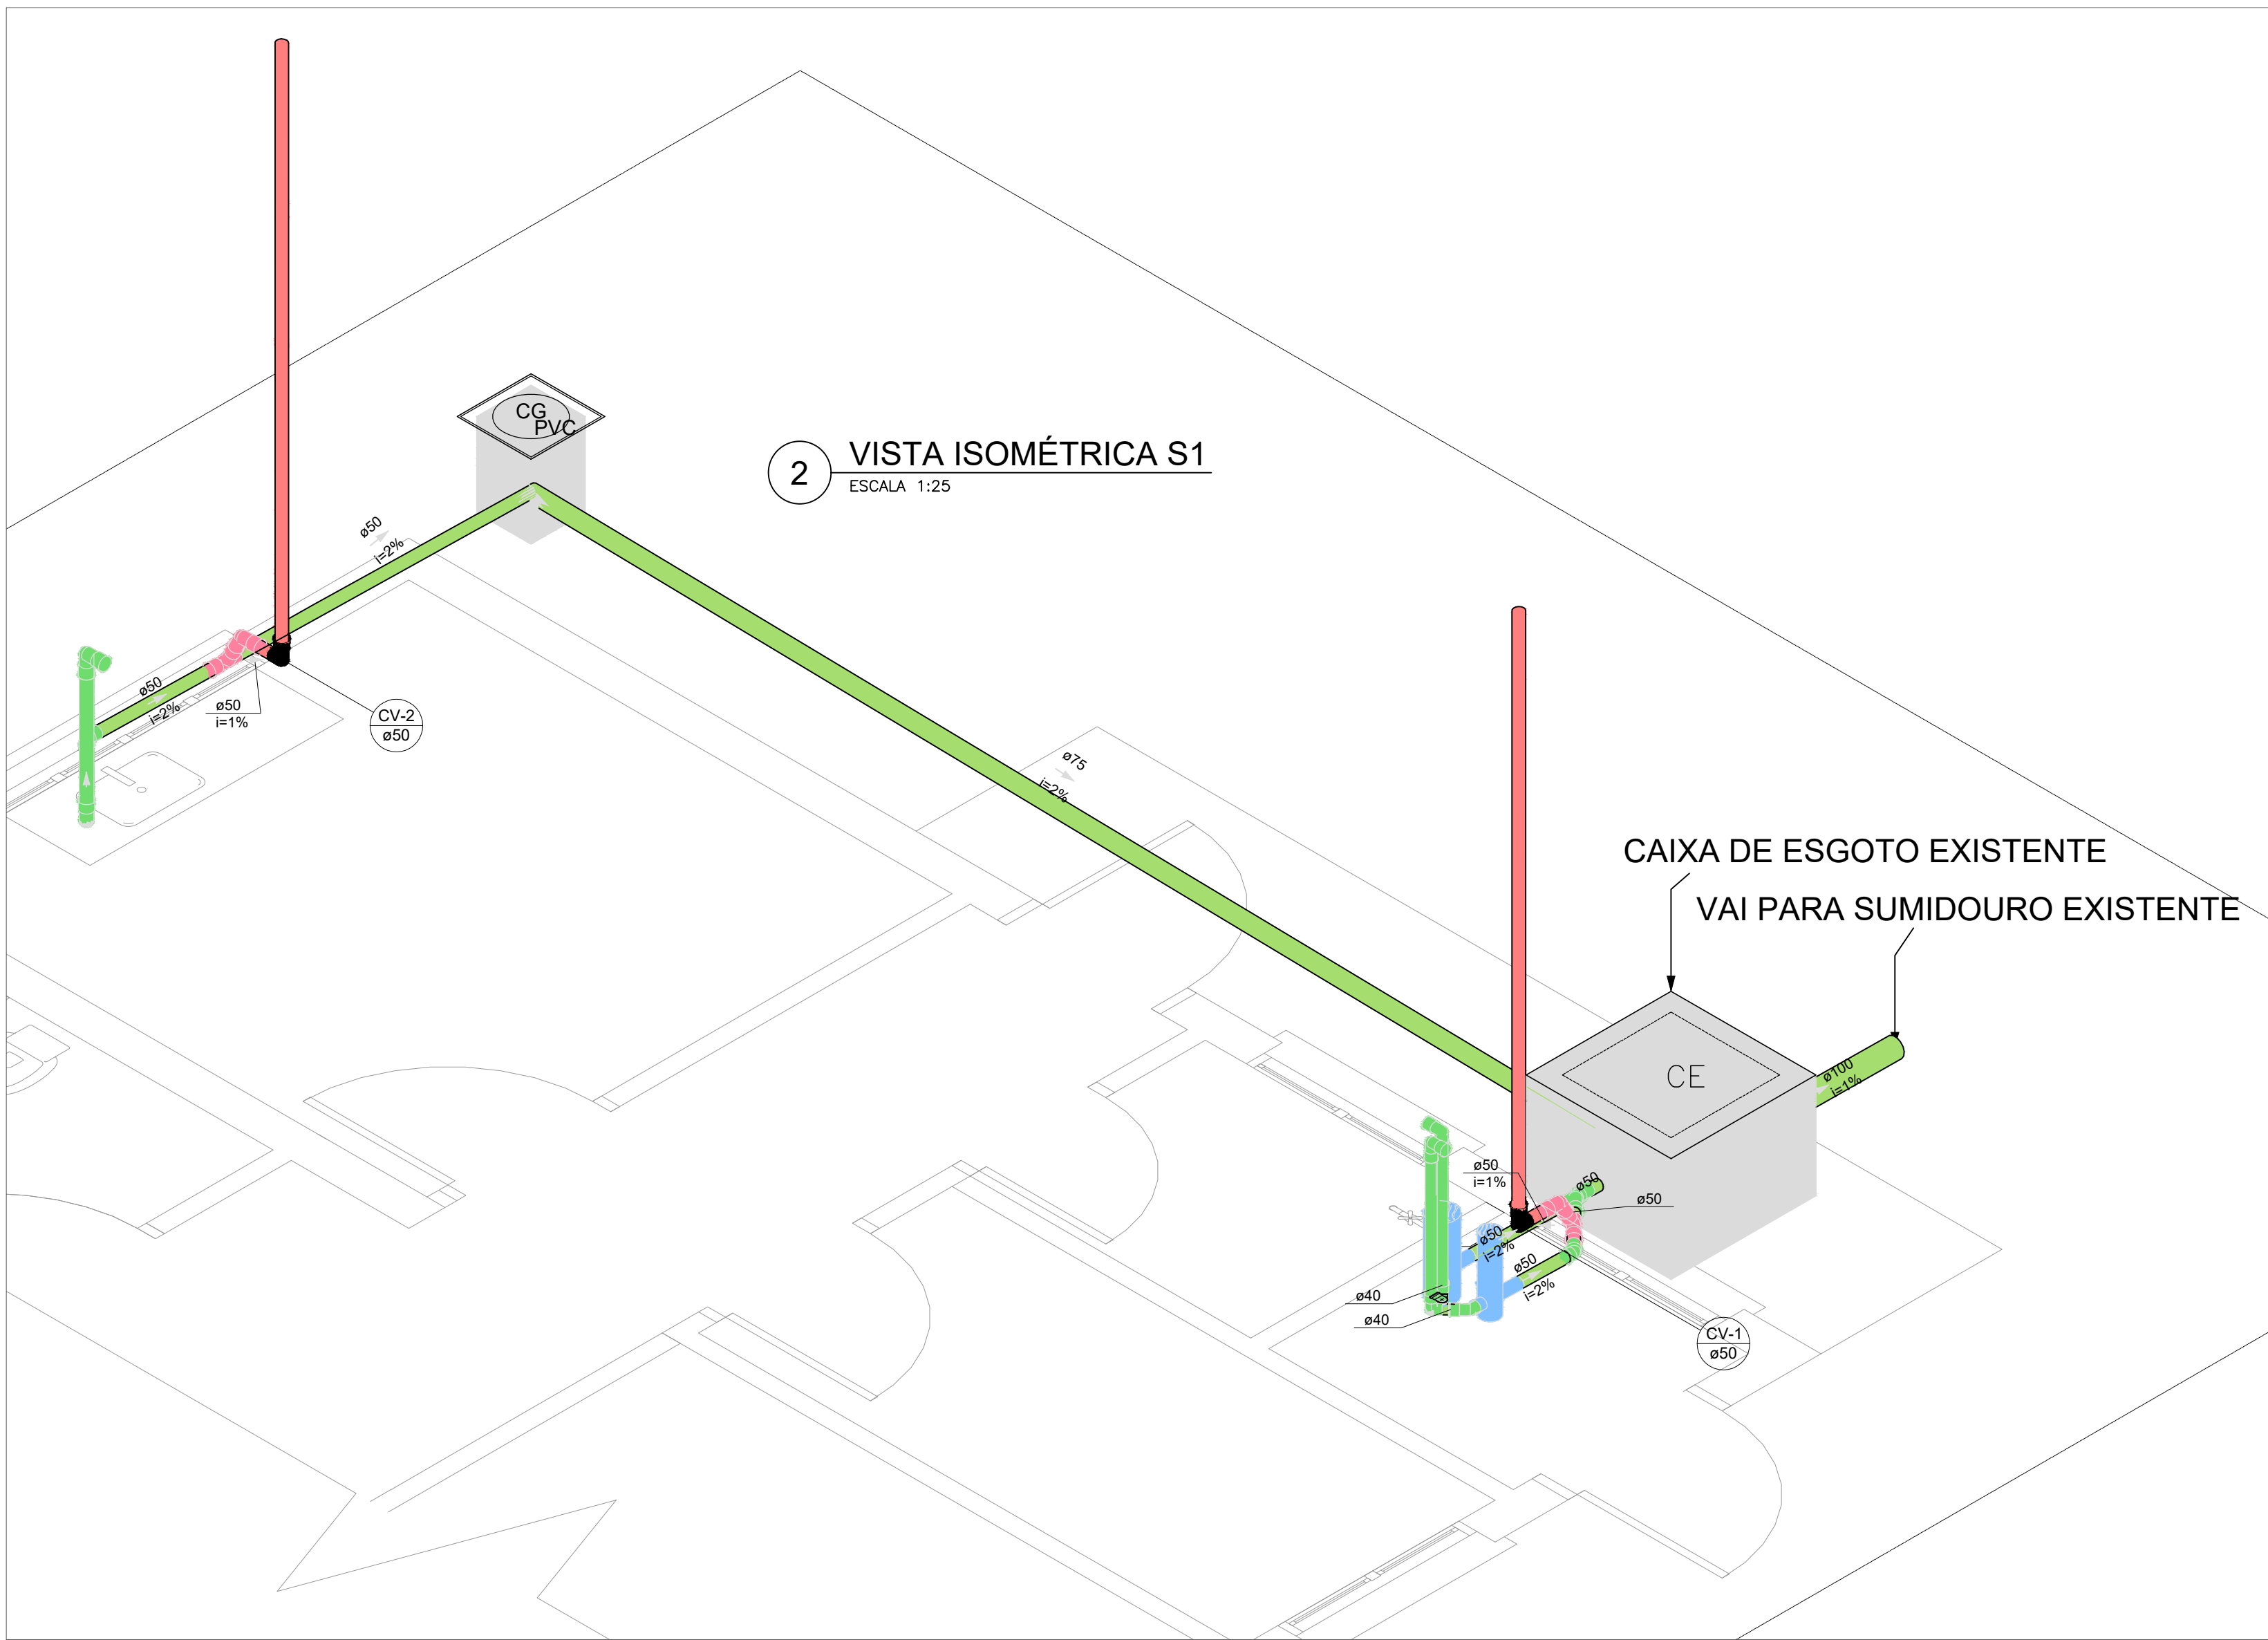 CG
PVC
2
VISTA ISOMÉTRICA S1
ESCALA 1:25
ø50
i=2%
ø50
i=2%
ø50
i=1%
CV-2
ø50
ø75
i=2%
CAIXA DE ESGOTO EXISTENTE
VAI PARA SUMIDOURO EXISTENTE
CE
ø100
i=1%
ø50
i=1%
ø50
ø50
ø50
i=2%
ø50
i=2%
ø40
ø40
CV-1
ø50